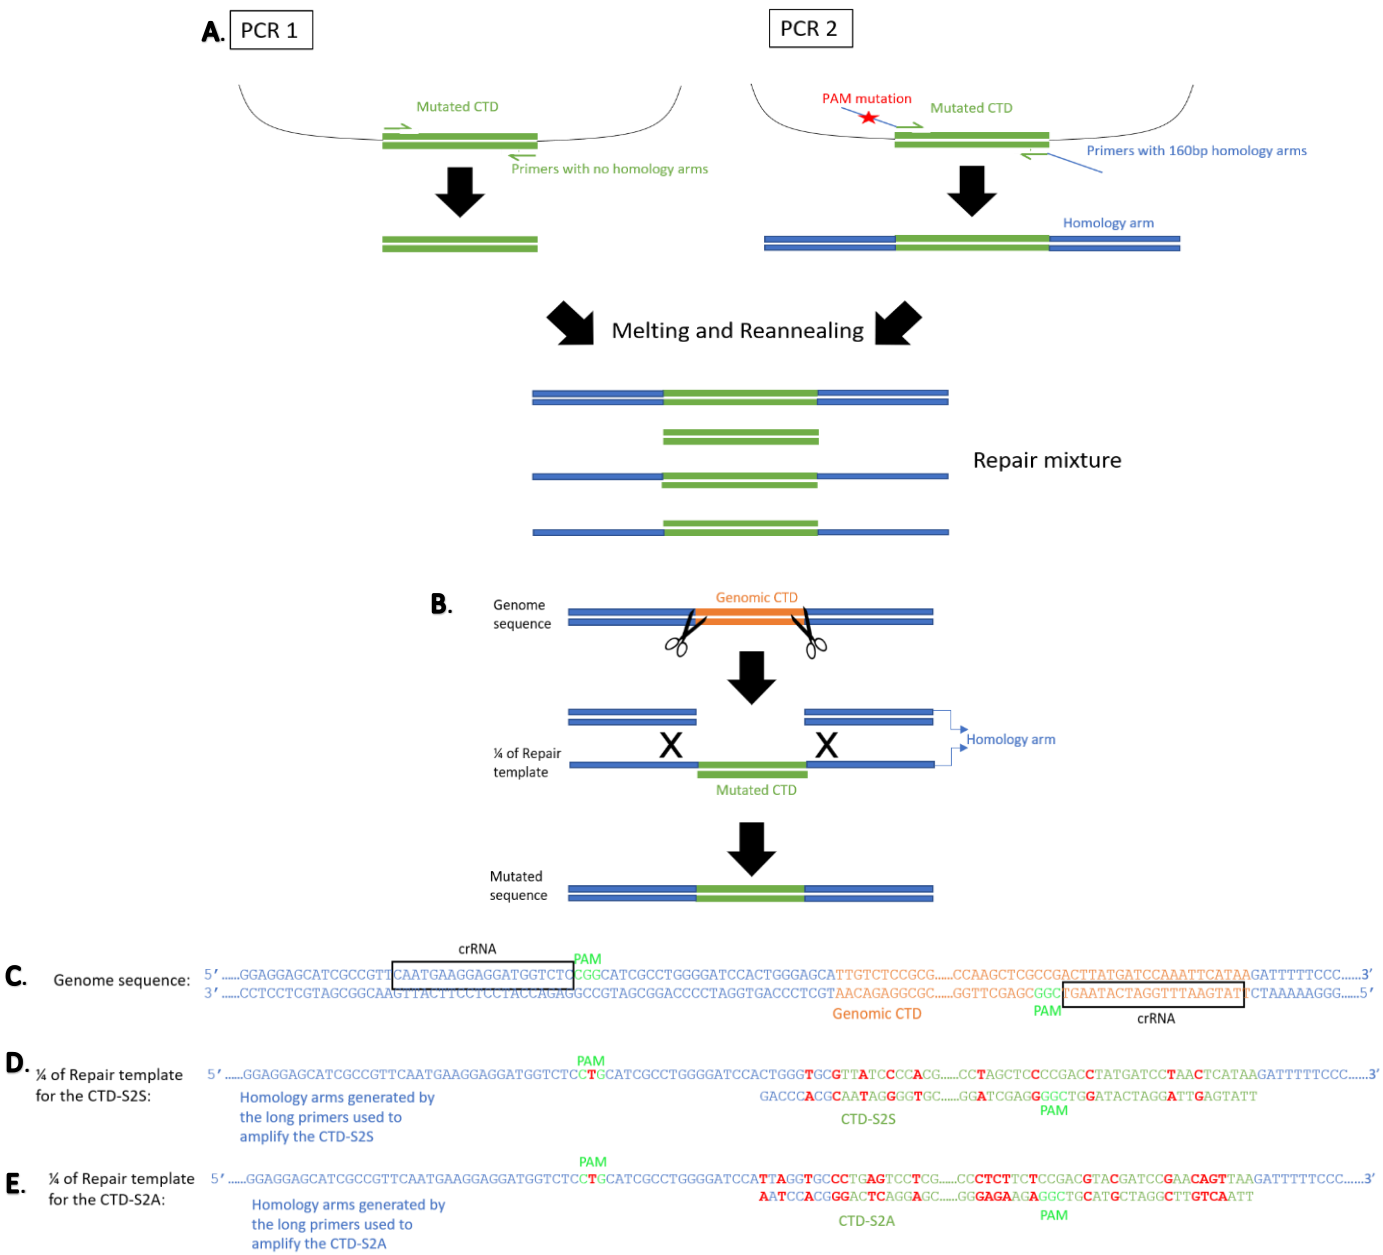 A.
PCR 1
PCR 2
Mutated CTD
Primers with no homology arms
PAM mutation
Mutated CTD
Primers with 160bp homology arms
Homology arm
Melting and Reannealing
Repair mixture
B.
Genome
sequence
Genomic CTD
¼ of Repair
template
Homology arm
Mutated CTD
Mutated
sequence
C.
Genome sequence:
crRNA
PAM
5’ ......GGAGGAGCATCGCCGTTCAATGAAGGAGGATGGTCTCCCGGCATCGCCTGGGGATCCACTGGGAGCATTGTCTCCGCG......CCAAGCTCGCCGACTTATGATCCAAATTCATAAGATTTTTCCC......3’
3’ ......CCTCCTCGTAGCGGCAAGTTACTTCCTCCTACCAGAGGGCCGTAGCGGACCCCTAGGTGACCCTCGTAACAGAGGCGC......GGTTCGAGCGGCTGAATACTAGGTTTAAGTATTCTAAAAAGGG......5’
Genomic CTD
PAM
crRNA
D.
¼ of Repair template
for the CTD-S2S:
PAM
5’ ......GGAGGAGCATCGCCGTTCAATGAAGGAGGATGGTCTCCCTGCATCGCCTGGGGATCCACTGGGTGCGTTATCCCCACG......CCTAGCTCCCCGACCTATGATCCTAACTCATAAGATTTTTCCC......3’
GACCCACGCAATAGGGGTGC......GGATCGAGGGGCTGGATACTAGGATTGAGTATT
Homology arms generated by
the long primers used to
amplify the CTD-S2S
CTD-S2S
PAM
E.
¼ of Repair template
for the CTD-S2A:
PAM
5’ ......GGAGGAGCATCGCCGTTCAATGAAGGAGGATGGTCTCCCTGCATCGCCTGGGGATCCATTAGGTGCCCTGAGTCCTCG......CCCTCTTCTCCGACGTACGATCCGAACAGTTAAGATTTTTCCC......3’
AATCCACGGGACTCAGGAGC......GGGAGAAGAGGCTGCATGCTAGGCTTGTCAATT
Homology arms generated by
the long primers used to
amplify the CTD-S2A
CTD-S2A
PAM